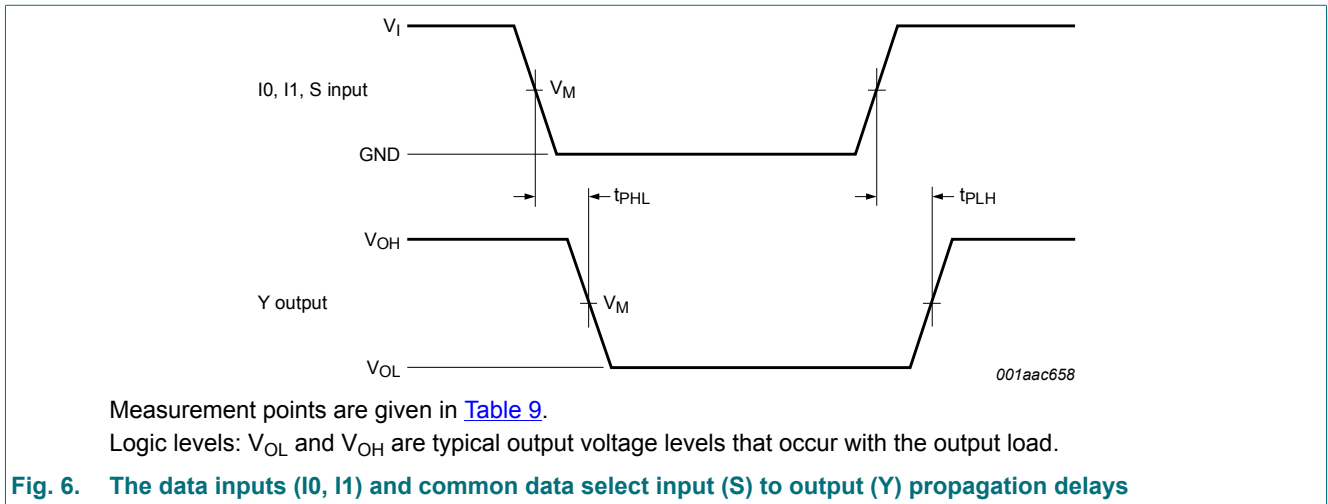 VI
I0, I1, S input
VM
GND
tPHL
tPLH
VOH
Y output
VM
VOL
001aac658
Measurement points are given in Table 9.
Logic levels: VOL and VOH are typical output voltage levels that occur with the output load.
Fig. 6. The data inputs (I0, I1) and common data select input (S) to output (Y) propagation delays